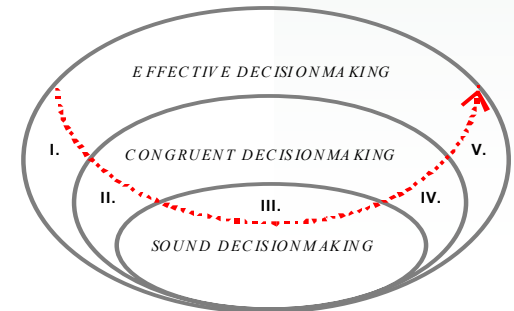 EFFECTIVE DECISIONMAKING
I.
V.
CONGRUENT DECISIONMAKING
II.
III.
IV.
SOUND DECISIONMAKING